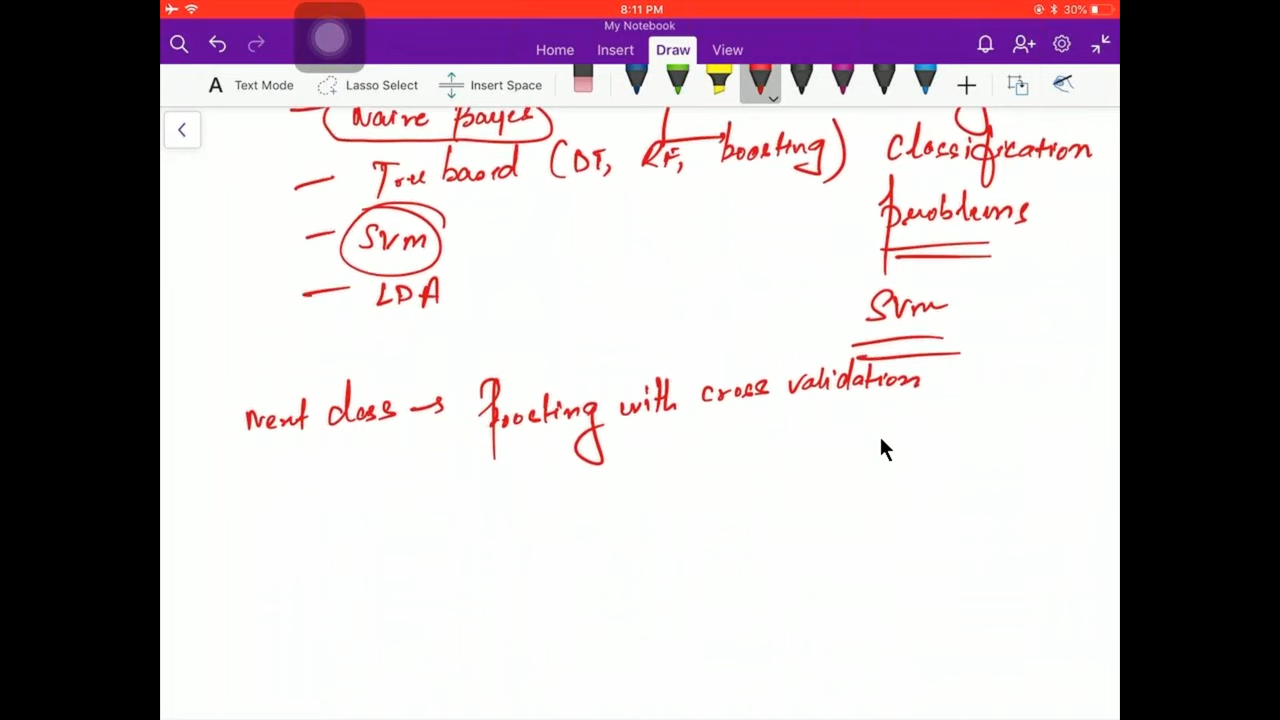 8:11 PM
30%
My Notebook
Home Insert Draw View
A Text Mode Lasso Select Insert Space
- Naive Bayes
- Tree based (DT, RF, boosting)
- SVM
- LDA
classification
problems
SVM
Next class → with cross validation